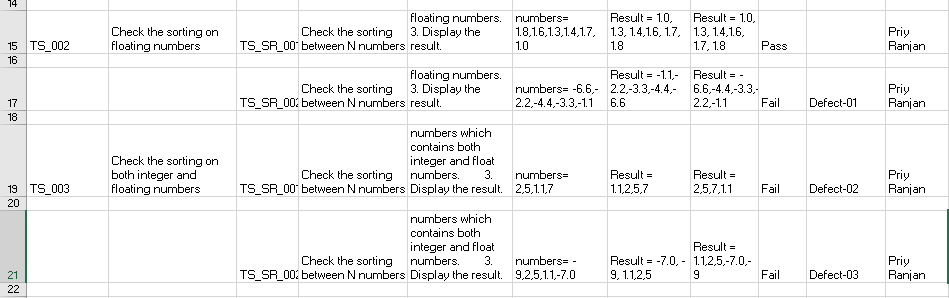 14
15
TS_002
Check the sorting on
floating numbers
TS_SR_001
Check the sorting
between N numbers
floating numbers.
3. Display the
result.
numbers=
1.8,1.6,1.3,1.4,1.7,
1.0
Result = 1.0,
1.3, 1.4,1.6, 1.7,
1.8
Result = 1.0,
1.3, 1.4,1.6,
1.7, 1.8
Pass
Priy
Ranjan
16
17
TS_SR_002
Check the sorting
between N numbers
floating numbers.
3. Display the
result.
numbers= -6.6,-
2.2,-4.4,-3.3,-1.1
Result = -1.1,-
2.2,-3.3,-4.4,-
6.6
Result = -
6.6,-4.4,-3.3,-
2.2,-1.1
Fail
Defect-01
Priy
Ranjan
18
19
TS_003
Check the sorting on
both integer and
floating numbers
TS_SR_001
Check the sorting
between N numbers
numbers which
contains both
integer and float
numbers. 3.
Display the result.
numbers=
2,5,1.1,7
Result =
1.1,2,5,7
Result =
2,5,7,1.1
Fail
Defect-02
Priy
Ranjan
20
21
TS_SR_002
Check the sorting
between N numbers
numbers which
contains both
integer and float
numbers. 3.
Display the result.
numbers= -
9,2,5,1.1,-7.0
Result = -7.0, -
9, 1.1,2,5
Result =
1.1,2,5,-7.0,-
9
Fail
Defect-03
Priy
Ranjan
22